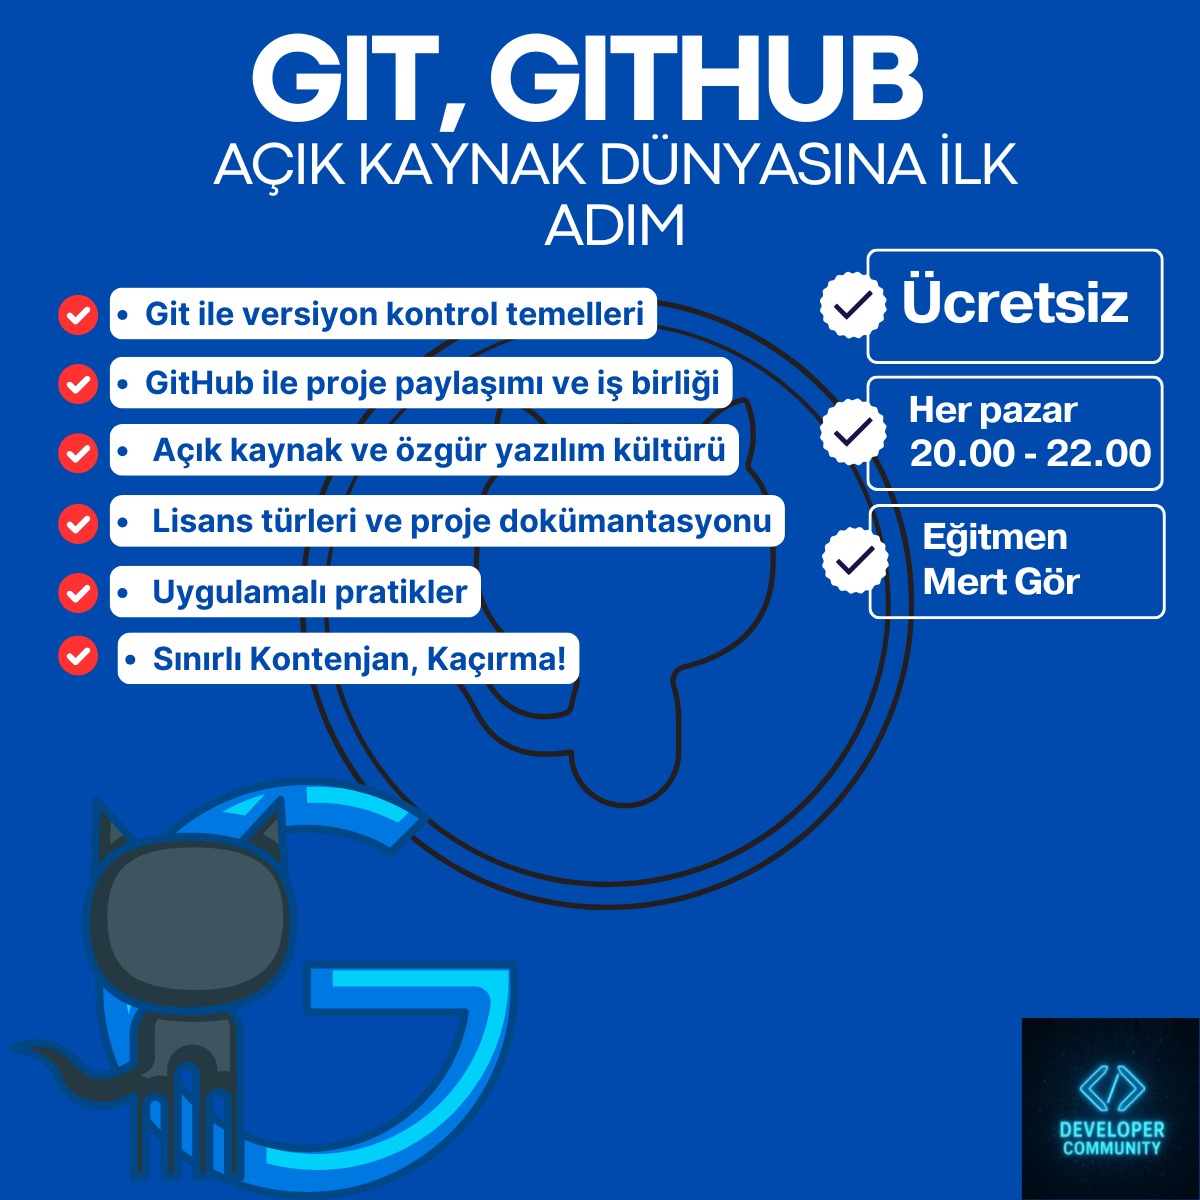 GIT, GITHUB
AÇIK KAYNAK DÜNYASINA İLK
ADIM
• Git ile versiyon kontrol temelleri
• GitHub ile proje paylaşımı ve iş birliği
• Açık kaynak ve özgür yazılım kültürü
• Lisans türleri ve proje dokümantasyonu
• Uygulamalı pratikler
• Sınırlı Kontenjan, Kaçırma!
Ücretsiz
Her pazar
20.00 - 22.00
Eğitmen
Mert Gör
DEVELOPER
COMMUNITY